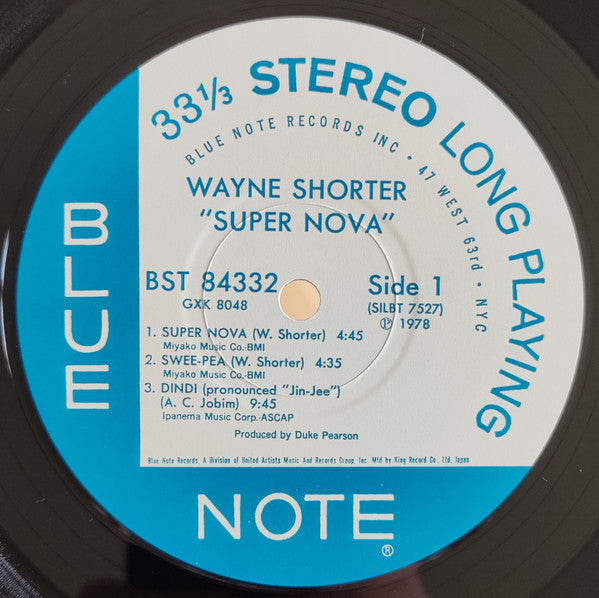 33⅓ STEREO LONG PLAYING
BLUE NOTE RECORDS INC • 47 WEST 63rd • NYC
WAYNE SHORTER
"SUPER NOVA"
BST 84332 Side 1
GXK 8048 (SILBT 7527)
℗ 1978
1. SUPER NOVA (W. Shorter) 4:45
Miyako Music Co.-BMI
2. SWEE-PEA (W. Shorter) 4:35
Miyako Music Co.-BMI
3. DINDI (pronounced "Jin-Jee")
(A. C. Jobim) 9:45
Ipanema Music Corp.-ASCAP
Produced by Duke Pearson
Blue Note Records, A Division of United Artists Music And Records Group, Inc. Mfd by King Record Co., Ltd, Japan
BLUE
NOTE®